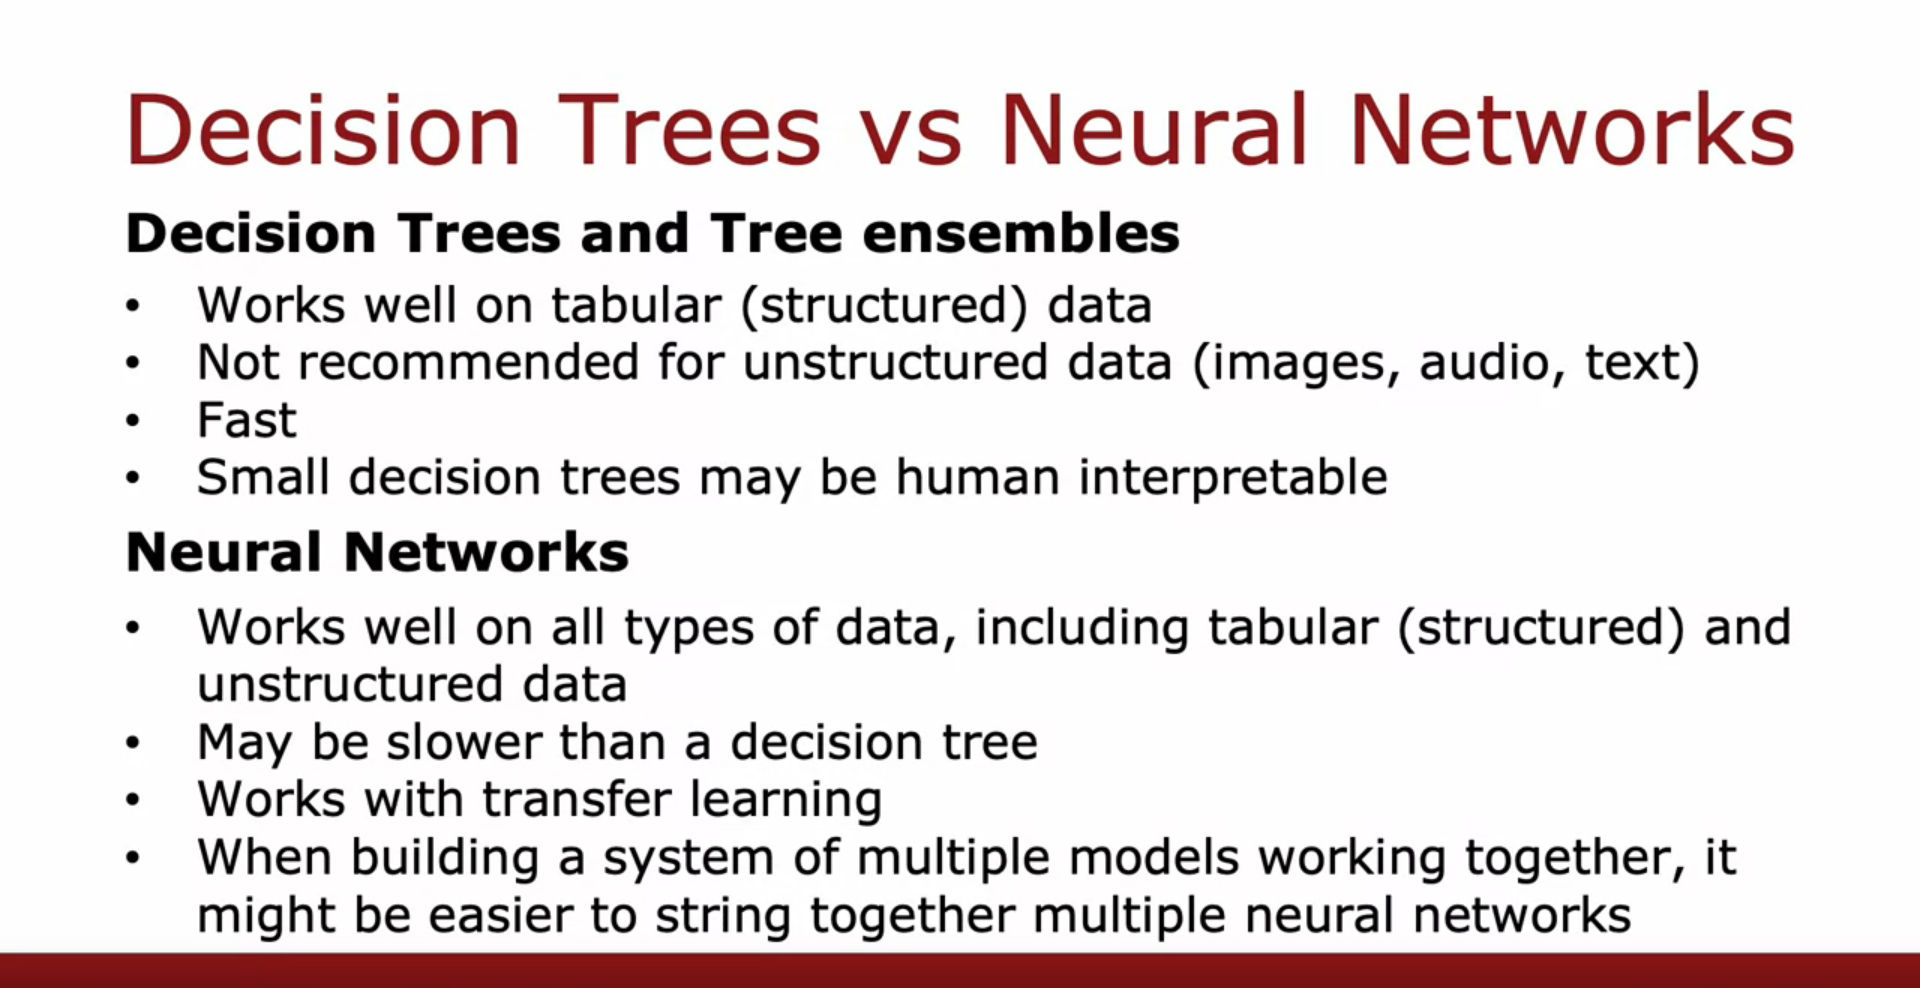 Decision Trees vs Neural Networks
Decision Trees and Tree ensembles
• Works well on tabular (structured) data
• Not recommended for unstructured data (images, audio, text)
• Fast
• Small decision trees may be human interpretable
Neural Networks
• Works well on all types of data, including tabular (structured) and
unstructured data
• May be slower than a decision tree
• Works with transfer learning
• When building a system of multiple models working together, it
might be easier to string together multiple neural networks